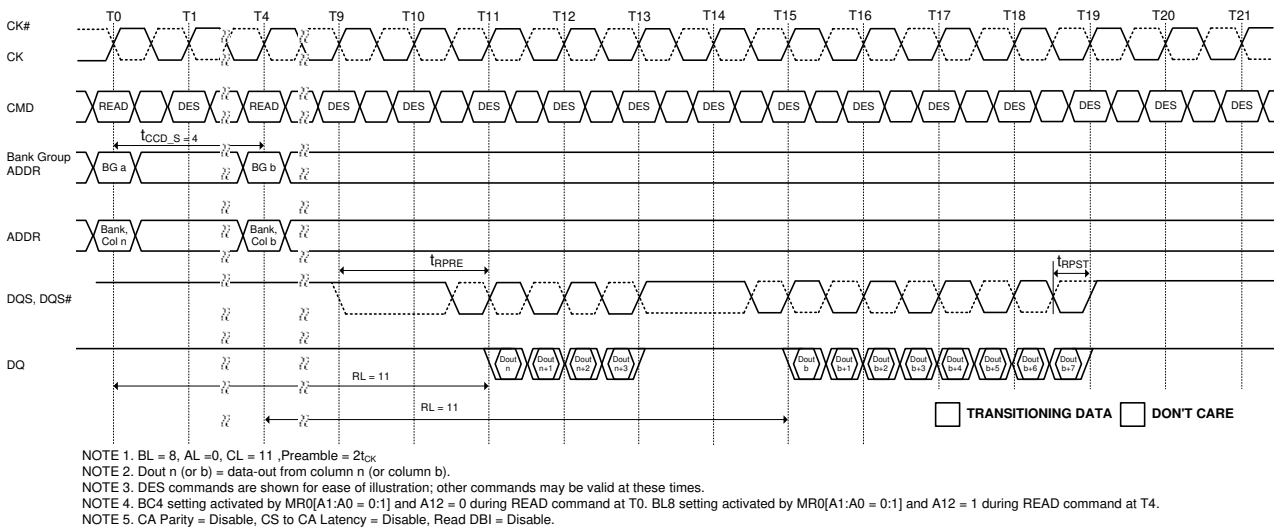 T0 T1 T4 T9 T10 T11 T12 T13 T14 T15 T16 T17 T18 T19 T20 T21
CK#
CK
CMD READ DES READ DES DES DES DES DES DES DES DES DES DES DES DES DES
tCCD_S = 4
Bank Group
ADDR
BG a BG b
ADDR
Bank,
Col n
Bank,
Col b
tRPRE tRPST
DQS, DQS#
DQ
Dout
n
Dout
n+1
Dout
n+2
Dout
n+3
Dout
b
Dout
b+1
Dout
b+2
Dout
b+3
Dout
b+4
Dout
b+5
Dout
b+6
Dout
b+7
RL = 11
RL = 11
TRANSITIONING DATA DON'T CARE
NOTE 1. BL = 8, AL =0, CL = 11 ,Preamble = 2tCK
NOTE 2. Dout n (or b) = data-out from column n (or column b).
NOTE 3. DES commands are shown for ease of illustration; other commands may be valid at these times.
NOTE 4. BC4 setting activated by MR0[A1:A0 = 0:1] and A12 = 0 during READ command at T0. BL8 setting activated by MR0[A1:A0 = 0:1] and A12 = 1 during READ command at T4.
NOTE 5. CA Parity = Disable, CS to CA Latency = Disable, Read DBI = Disable.